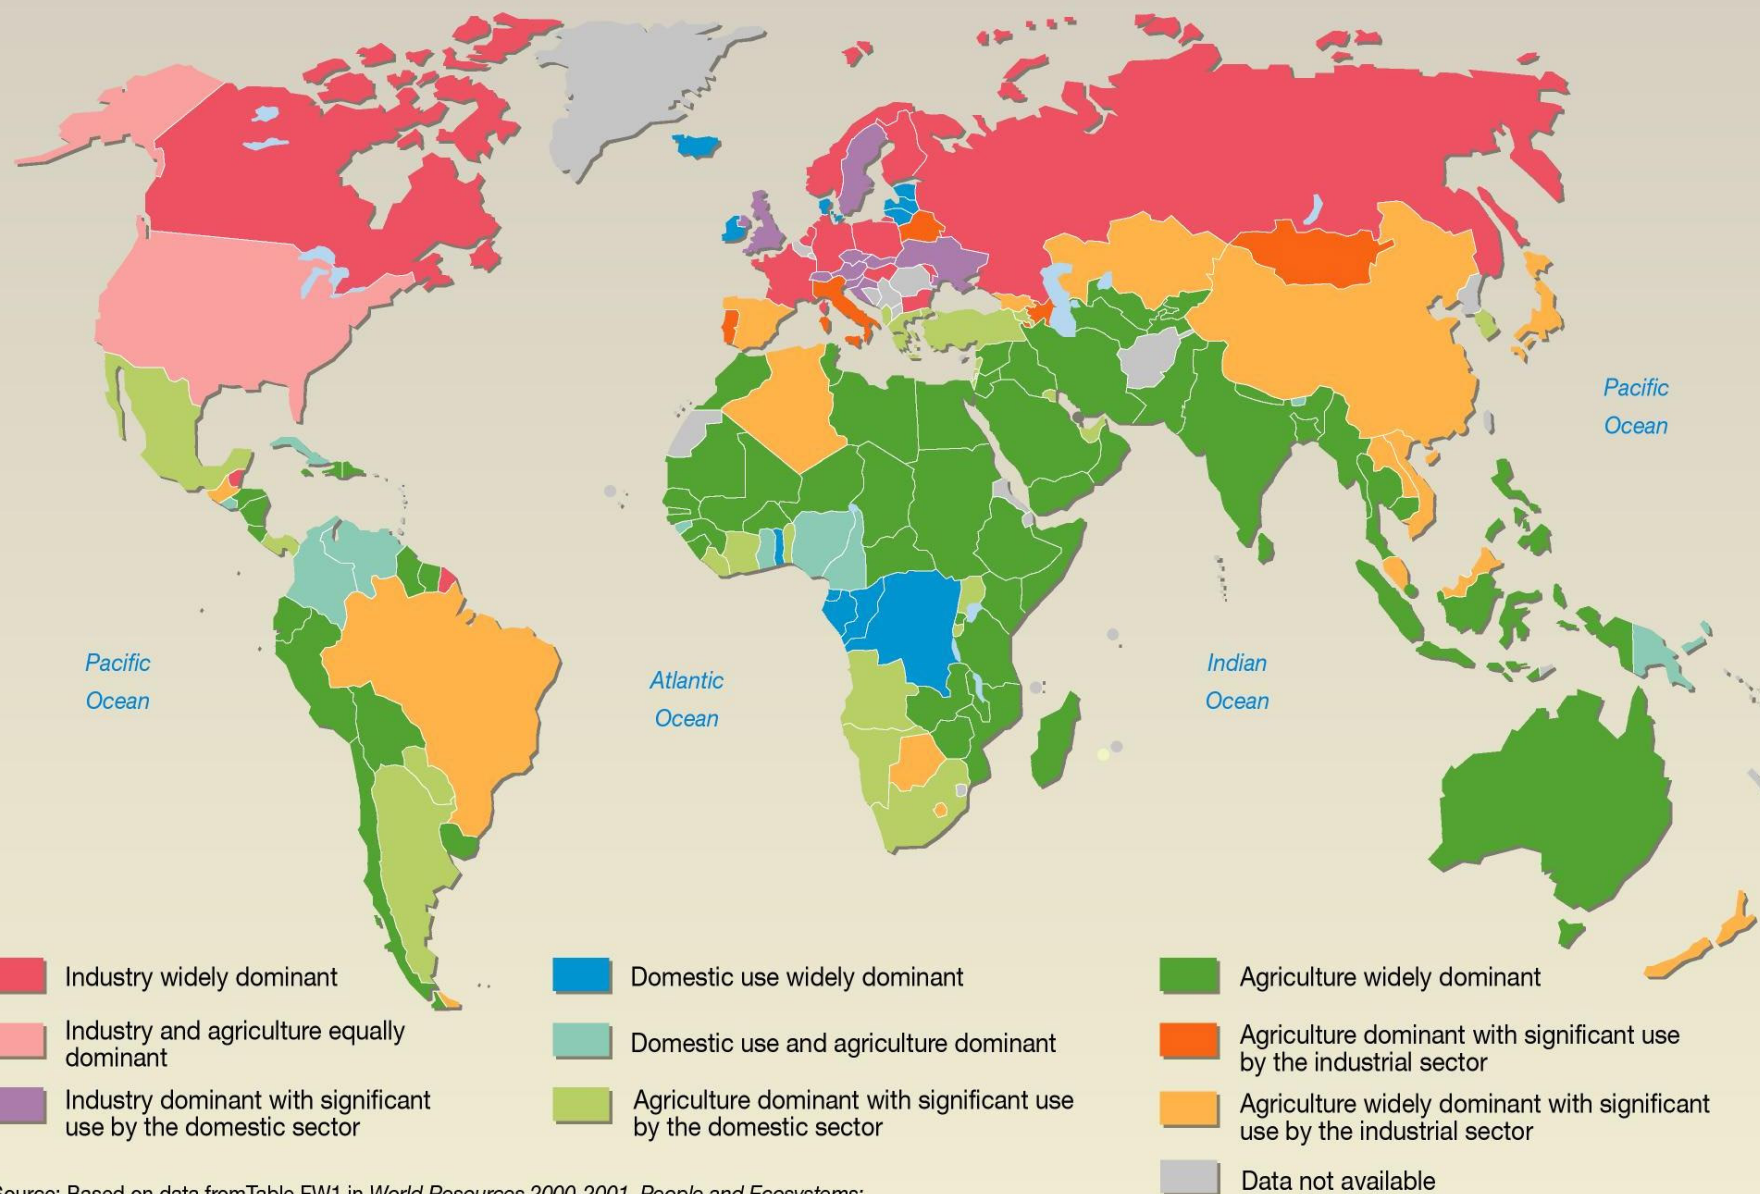 Pacific
Ocean
Pacific
Ocean
Atlantic
Ocean
Indian
Ocean
Industry widely dominant
Industry and agriculture equally
dominant
Industry dominant with significant
use by the domestic sector
Domestic use widely dominant
Domestic use and agriculture dominant
Agriculture dominant with significant use
by the domestic sector
Agriculture widely dominant
Agriculture dominant with significant use
by the industrial sector
Agriculture widely dominant with significant
use by the industrial sector
Data not available
Source: Based on data fromTable FW1 in World Resources 2000-2001, People and Ecosystems: